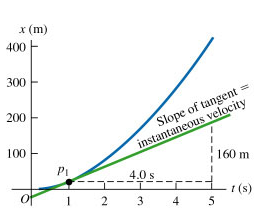 x (m)
400
300
Slope of tangent =
instantaneous velocity
200
100
160 m
p1
4.0 s
t (s)
O
1 2 3 4 5